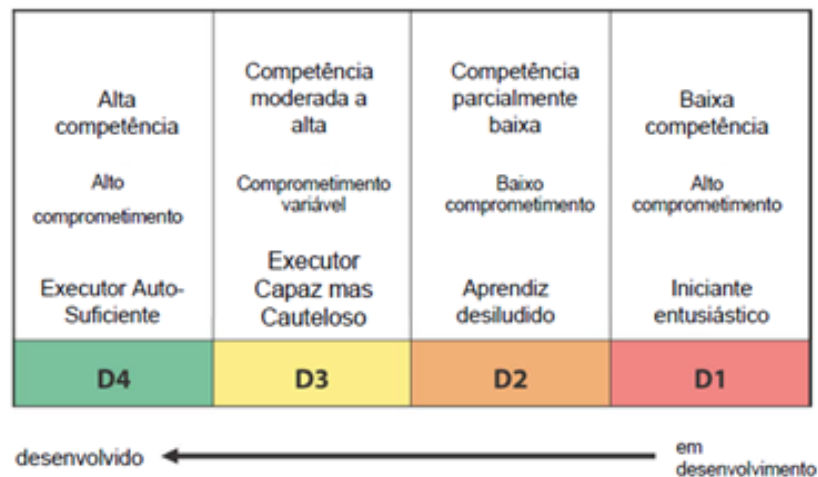 Alta
competência
Alto
comprometimento
Executor Auto-
Suficiente
D4
Competência
moderada a
alta
Comprometimento
variável
Executor
Capaz mas
Cauteloso
D3
Competência
parcialmente
baixa
Baixo
comprometimento
Aprendiz
desiludido
D2
Baixa
competência
Alto
comprometimento
Iniciante
entusiástico
D1
desenvolvido
em
desenvolvimento